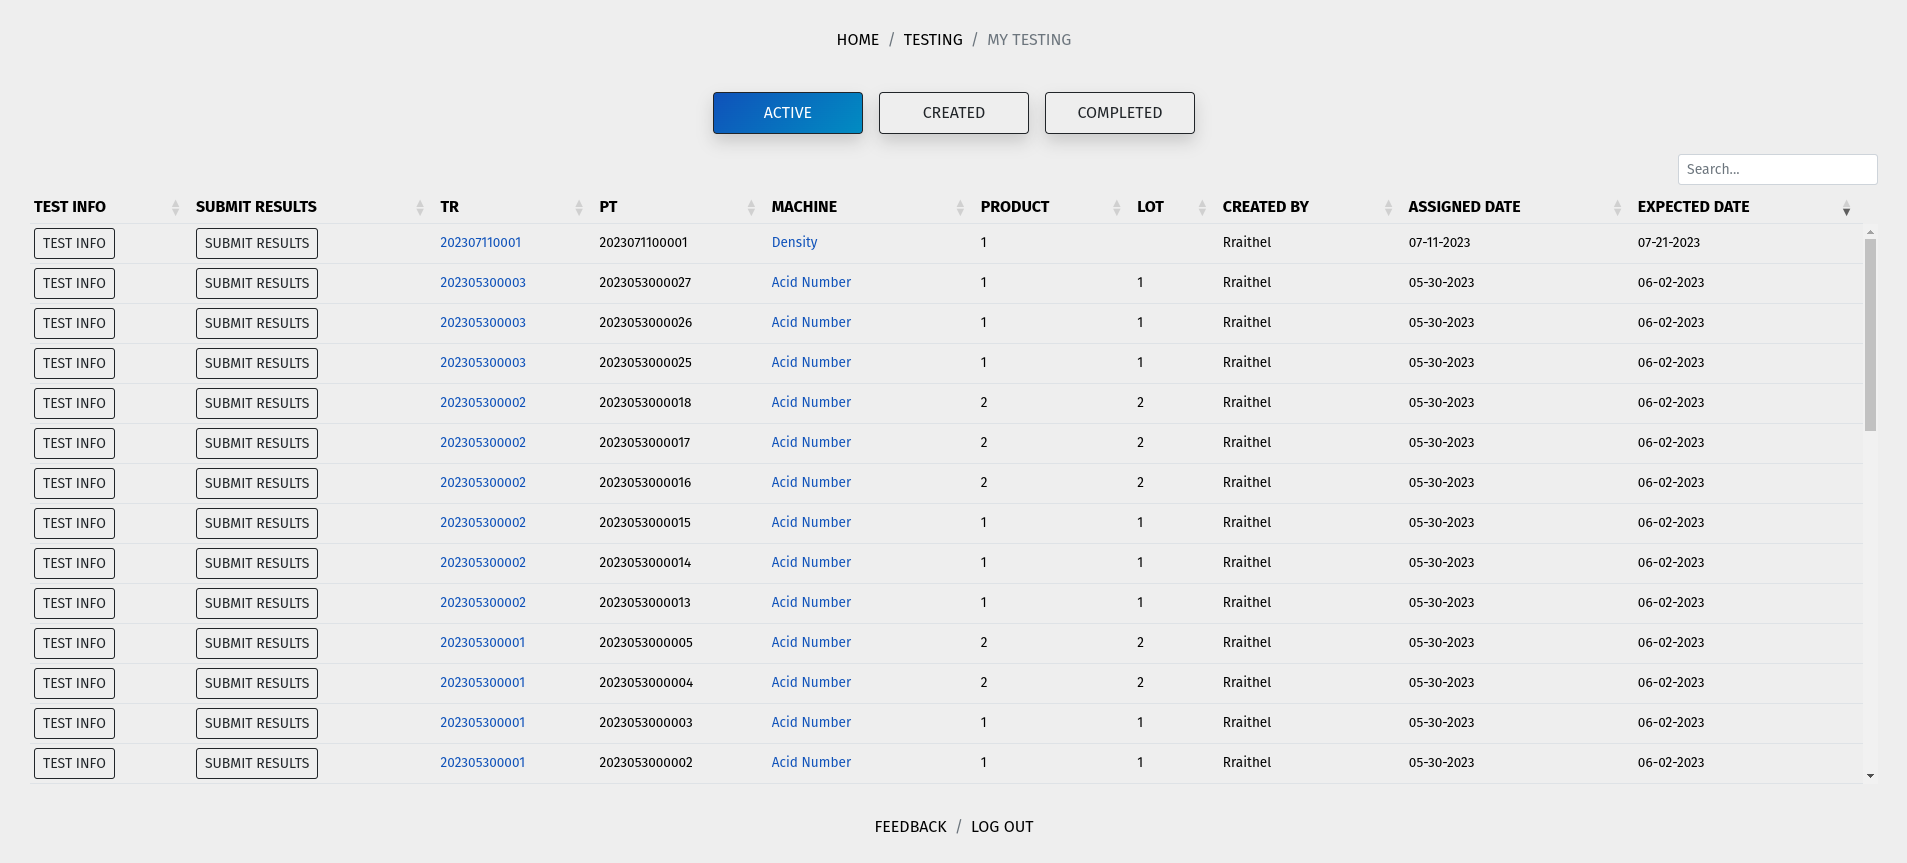 HOME / TESTING / MY TESTING
ACTIVE CREATED COMPLETED
Search...
TEST INFO SUBMIT RESULTS TR PT MACHINE PRODUCT LOT CREATED BY ASSIGNED DATE EXPECTED DATE
TEST INFO SUBMIT RESULTS 202307110001 2023071100001 Density 1 Rraithel 07-11-2023 07-21-2023
TEST INFO SUBMIT RESULTS 202305300003 2023053000027 Acid Number 1 1 Rraithel 05-30-2023 06-02-2023
TEST INFO SUBMIT RESULTS 202305300003 2023053000026 Acid Number 1 1 Rraithel 05-30-2023 06-02-2023
TEST INFO SUBMIT RESULTS 202305300003 2023053000025 Acid Number 1 1 Rraithel 05-30-2023 06-02-2023
TEST INFO SUBMIT RESULTS 202305300002 2023053000018 Acid Number 2 2 Rraithel 05-30-2023 06-02-2023
TEST INFO SUBMIT RESULTS 202305300002 2023053000017 Acid Number 2 2 Rraithel 05-30-2023 06-02-2023
TEST INFO SUBMIT RESULTS 202305300002 2023053000016 Acid Number 2 2 Rraithel 05-30-2023 06-02-2023
TEST INFO SUBMIT RESULTS 202305300002 2023053000015 Acid Number 1 1 Rraithel 05-30-2023 06-02-2023
TEST INFO SUBMIT RESULTS 202305300002 2023053000014 Acid Number 1 1 Rraithel 05-30-2023 06-02-2023
TEST INFO SUBMIT RESULTS 202305300002 2023053000013 Acid Number 1 1 Rraithel 05-30-2023 06-02-2023
TEST INFO SUBMIT RESULTS 202305300001 2023053000005 Acid Number 2 2 Rraithel 05-30-2023 06-02-2023
TEST INFO SUBMIT RESULTS 202305300001 2023053000004 Acid Number 2 2 Rraithel 05-30-2023 06-02-2023
TEST INFO SUBMIT RESULTS 202305300001 2023053000003 Acid Number 1 1 Rraithel 05-30-2023 06-02-2023
TEST INFO SUBMIT RESULTS 202305300001 2023053000002 Acid Number 1 1 Rraithel 05-30-2023 06-02-2023
FEEDBACK / LOG OUT